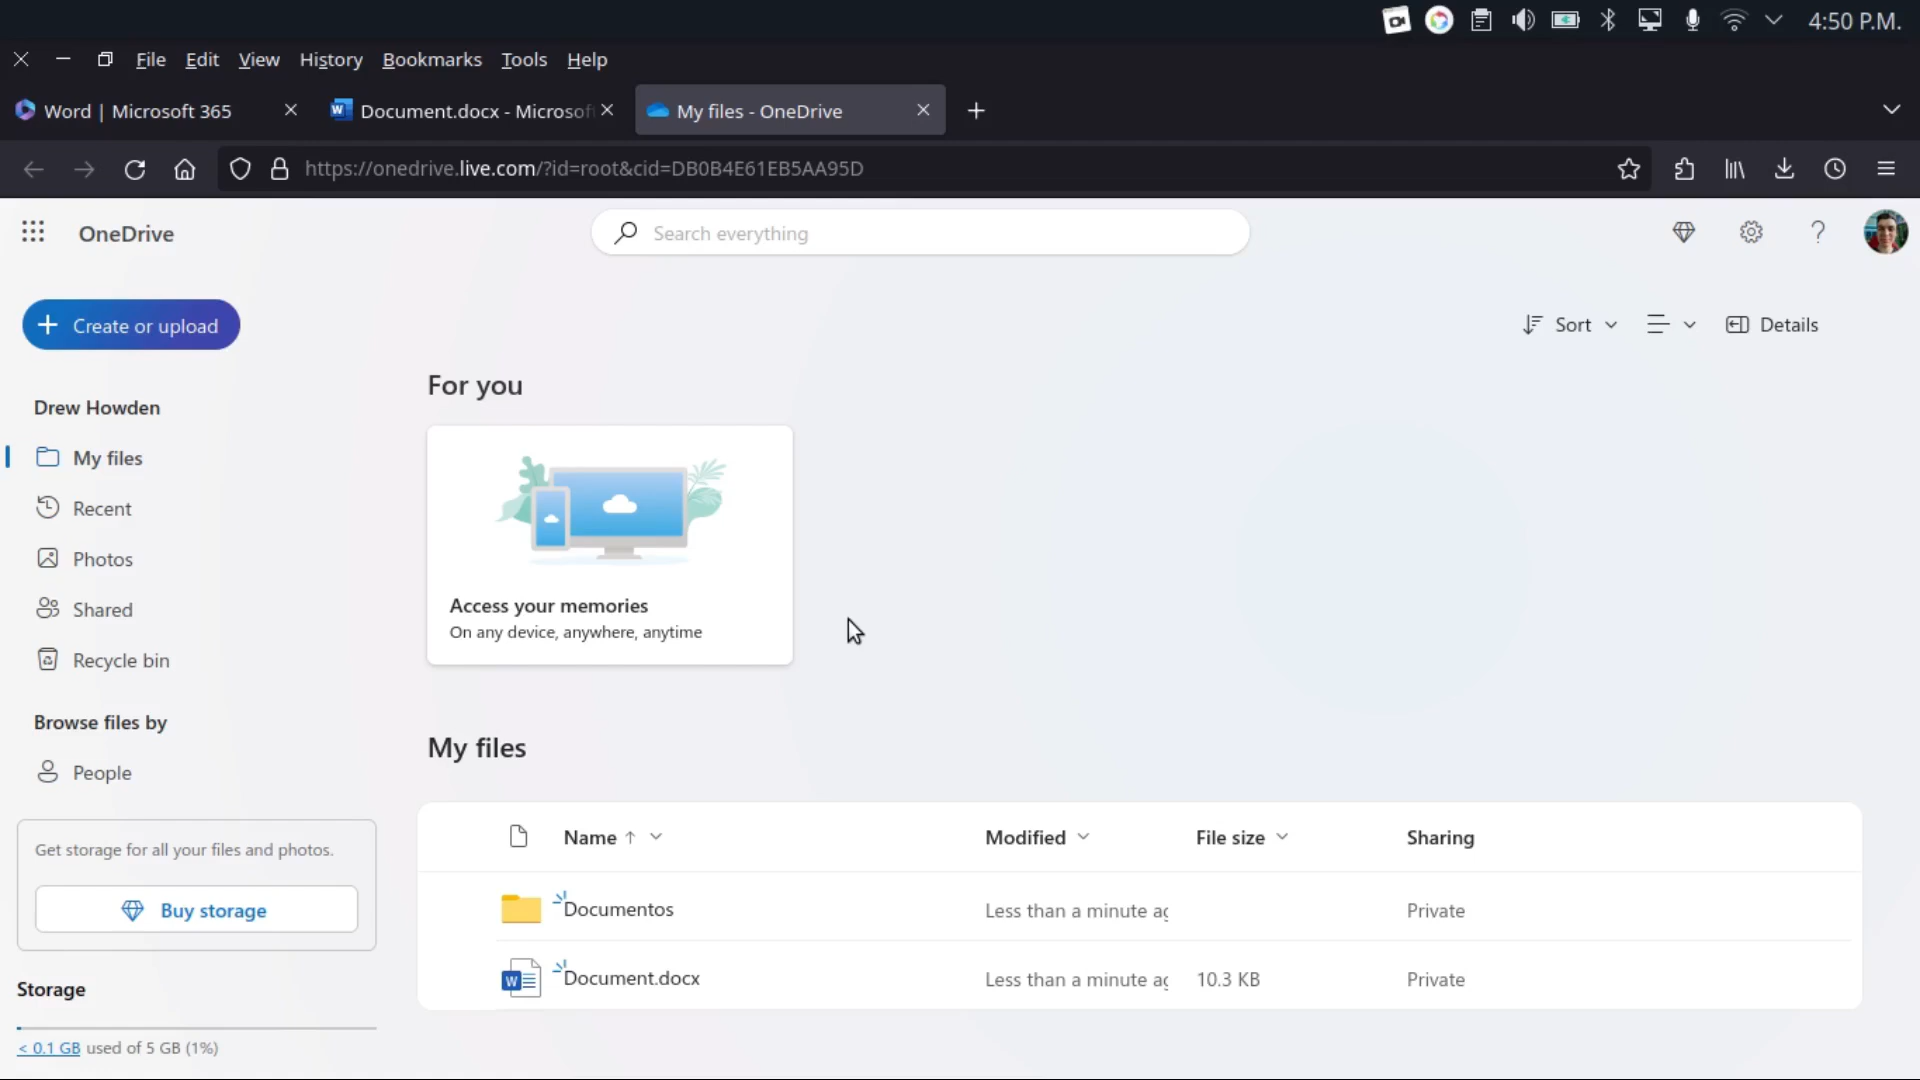 4:50 P.M.
File Edit View History Bookmarks Tools Help
Word | Microsoft 365
Document.docx - Microsof
My files - OneDrive
https://onedrive.live.com/?id=root&cid=DB0B4E61EB5AA95D
OneDrive
Search everything
Create or upload
Sort
Details
Drew Howden
My files
Recent
Photos
Shared
Recycle bin
Browse files by
People
Get storage for all your files and photos.
Buy storage
Storage
< 0.1 GB used of 5 GB (1%)
For you
Access your memories
On any device, anywhere, anytime
My files
Name Modified File size Sharing
Documentos Less than a minute ag Private
Document.docx Less than a minute ag 10.3 KB Private